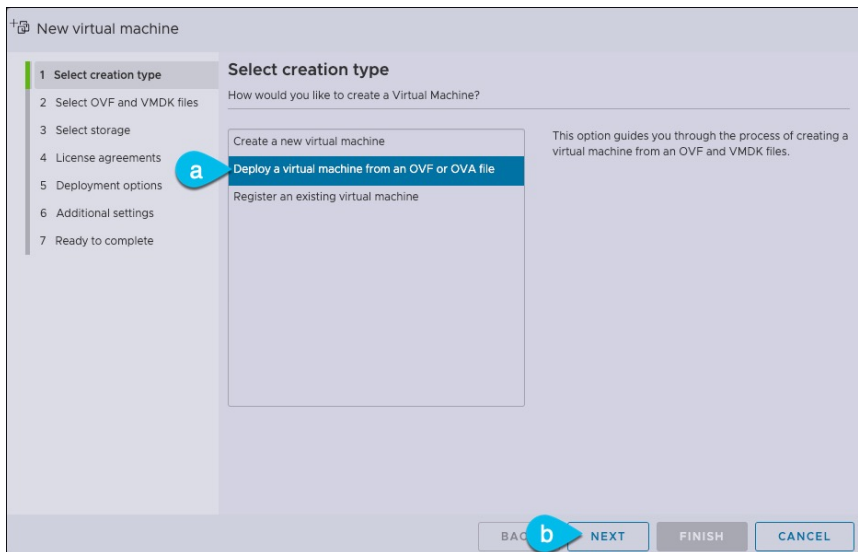 New virtual machine
1 Select creation type
2 Select OVF and VMDK files
3 Select storage
4 License agreements
5 Deployment options
6 Additional settings
7 Ready to complete
Select creation type
How would you like to create a Virtual Machine?
Create a new virtual machine
a
Deploy a virtual machine from an OVF or OVA file
Register an existing virtual machine
This option guides you through the process of creating a
virtual machine from an OVF and VMDK files.
BAC
b
NEXT
FINISH
CANCEL